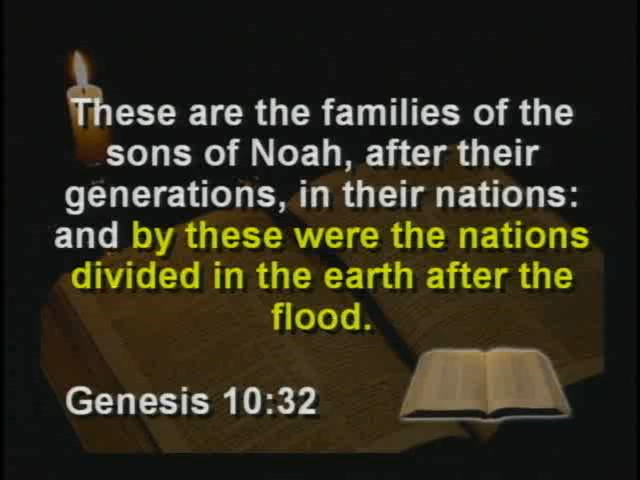 These are the families of the
sons of Noah, after their
generations, in their nations:
and by these were the nations
divided in the earth after the
flood.
Genesis 10:32